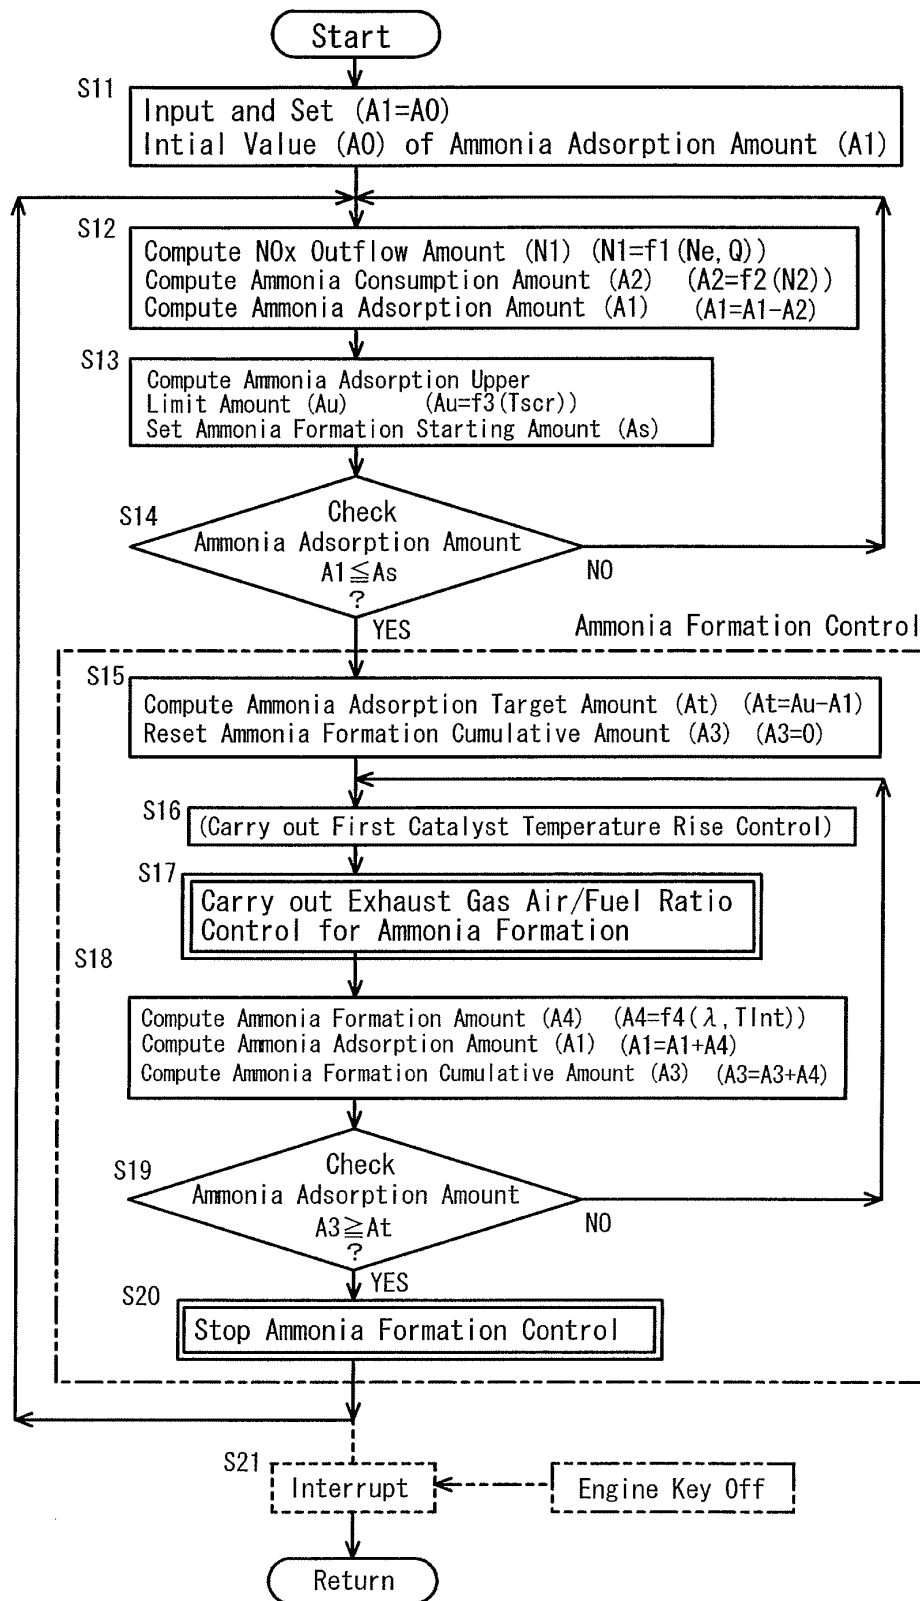 Start
S11
Input and Set (A1=A0)
Intial Value (A0) of Ammonia Adsorption Amount (A1)
S12
Compute NOx Outflow Amount (N1) (N1=f1(Ne,Q))
Compute Ammonia Consumption Amount (A2) (A2=f2(N2))
Compute Ammonia Adsorption Amount (A1) (A1=A1-A2)
S13
Compute Ammonia Adsorption Upper
Limit Amount (Au) (Au=f3(Tscr))
Set Ammonia Formation Starting Amount (As)
S14
Check
Ammonia Adsorption Amount
A1≦As
?
NO
YES
Ammonia Formation Control
S15
Compute Ammonia Adsorption Target Amount (At) (At=Au-A1)
Reset Ammonia Formation Cumulative Amount (A3) (A3=0)
S16
(Carry out First Catalyst Temperature Rise Control)
S17
Carry out Exhaust Gas Air/Fuel Ratio
Control for Ammonia Formation
S18
Compute Ammonia Formation Amount (A4) (A4=f4(λ,TInt))
Compute Ammonia Adsorption Amount (A1) (A1=A1+A4)
Compute Ammonia Formation Cumulative Amount (A3) (A3=A3+A4)
S19
Check
Ammonia Adsorption Amount
A3≧At
?
NO
YES
S20
Stop Ammonia Formation Control
S21
Interrupt
Engine Key Off
Return